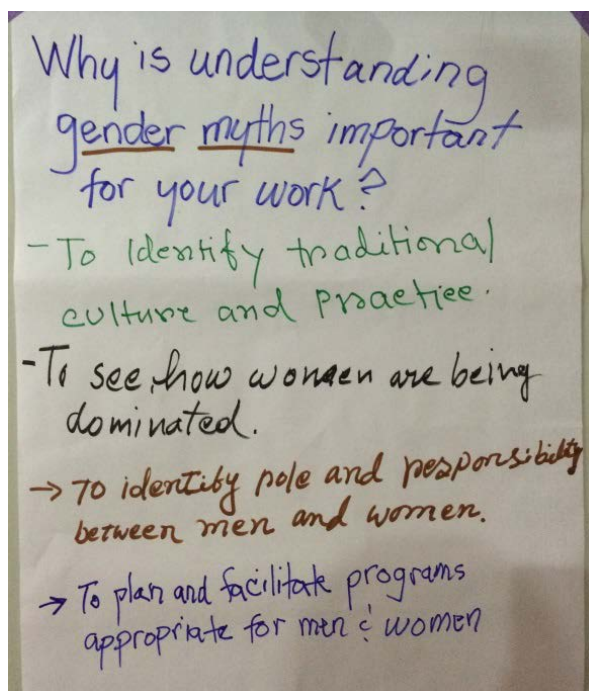 Why is understanding
gender myths important
for your work?
- To Identify traditional
culture and Practice.
- To see, how women are being
dominated.
→ To identify role and responsibility
between men and women.
→ To plan and facilitate programs
appropriate for men & women